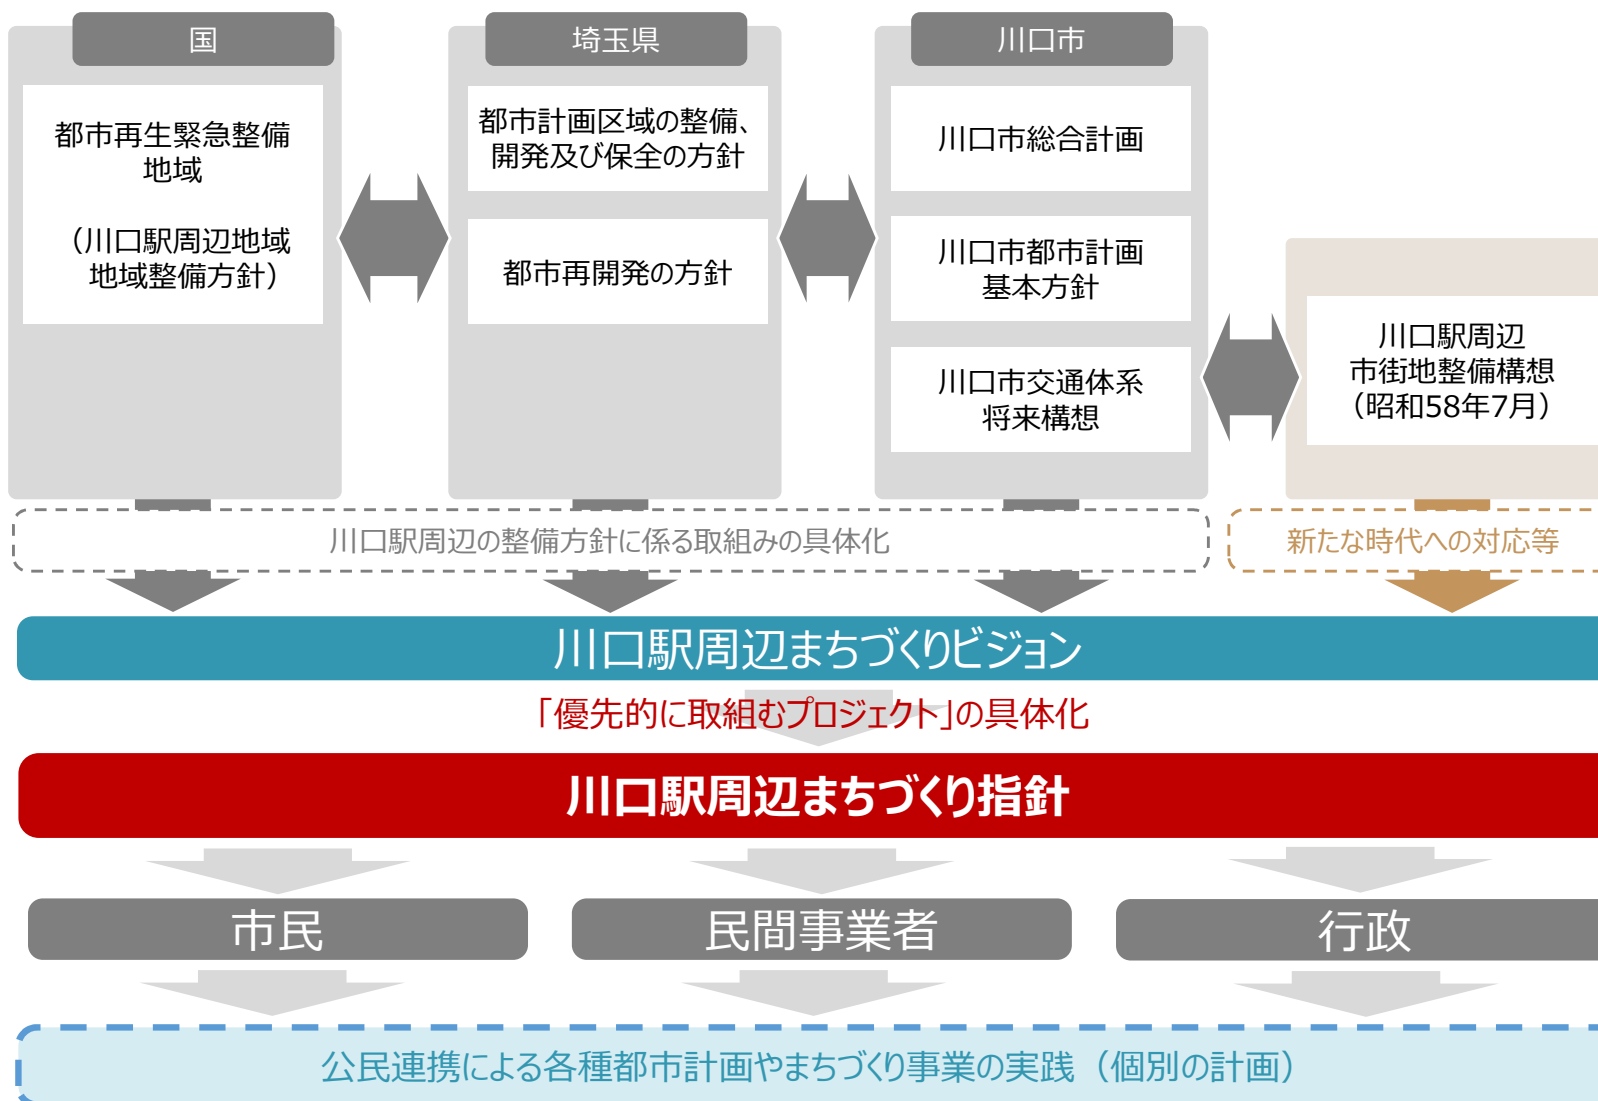 国
埼玉県
川口市
都市再生緊急整備
地域
（川口駅周辺地域
地域整備方針）
都市計画区域の整備、
開発及び保全の方針
都市再開発の方針
川口市総合計画
川口市都市計画
基本方針
川口市交通体系
将来構想
川口駅周辺
市街地整備構想
（昭和58年7月）
川口駅周辺の整備方針に係る取組みの具体化
新たな時代への対応等
川口駅周辺まちづくりビジョン
「優先的に取組むプロジェクト」の具体化
川口駅周辺まちづくり指針
市民
民間事業者
行政
公民連携による各種都市計画やまちづくり事業の実践（個別の計画）